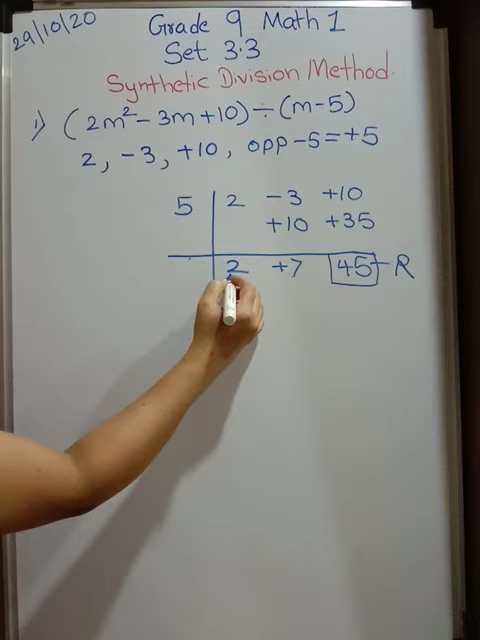 29/10/20
Grade 9 Math 1
Set 3.3
Synthetic Division Method.
1) (2m² - 3m + 10) ÷ (m - 5)
2, -3, +10, opp -5 = +5
5 2 -3 +10
+10 +35
2 +7 45 - R